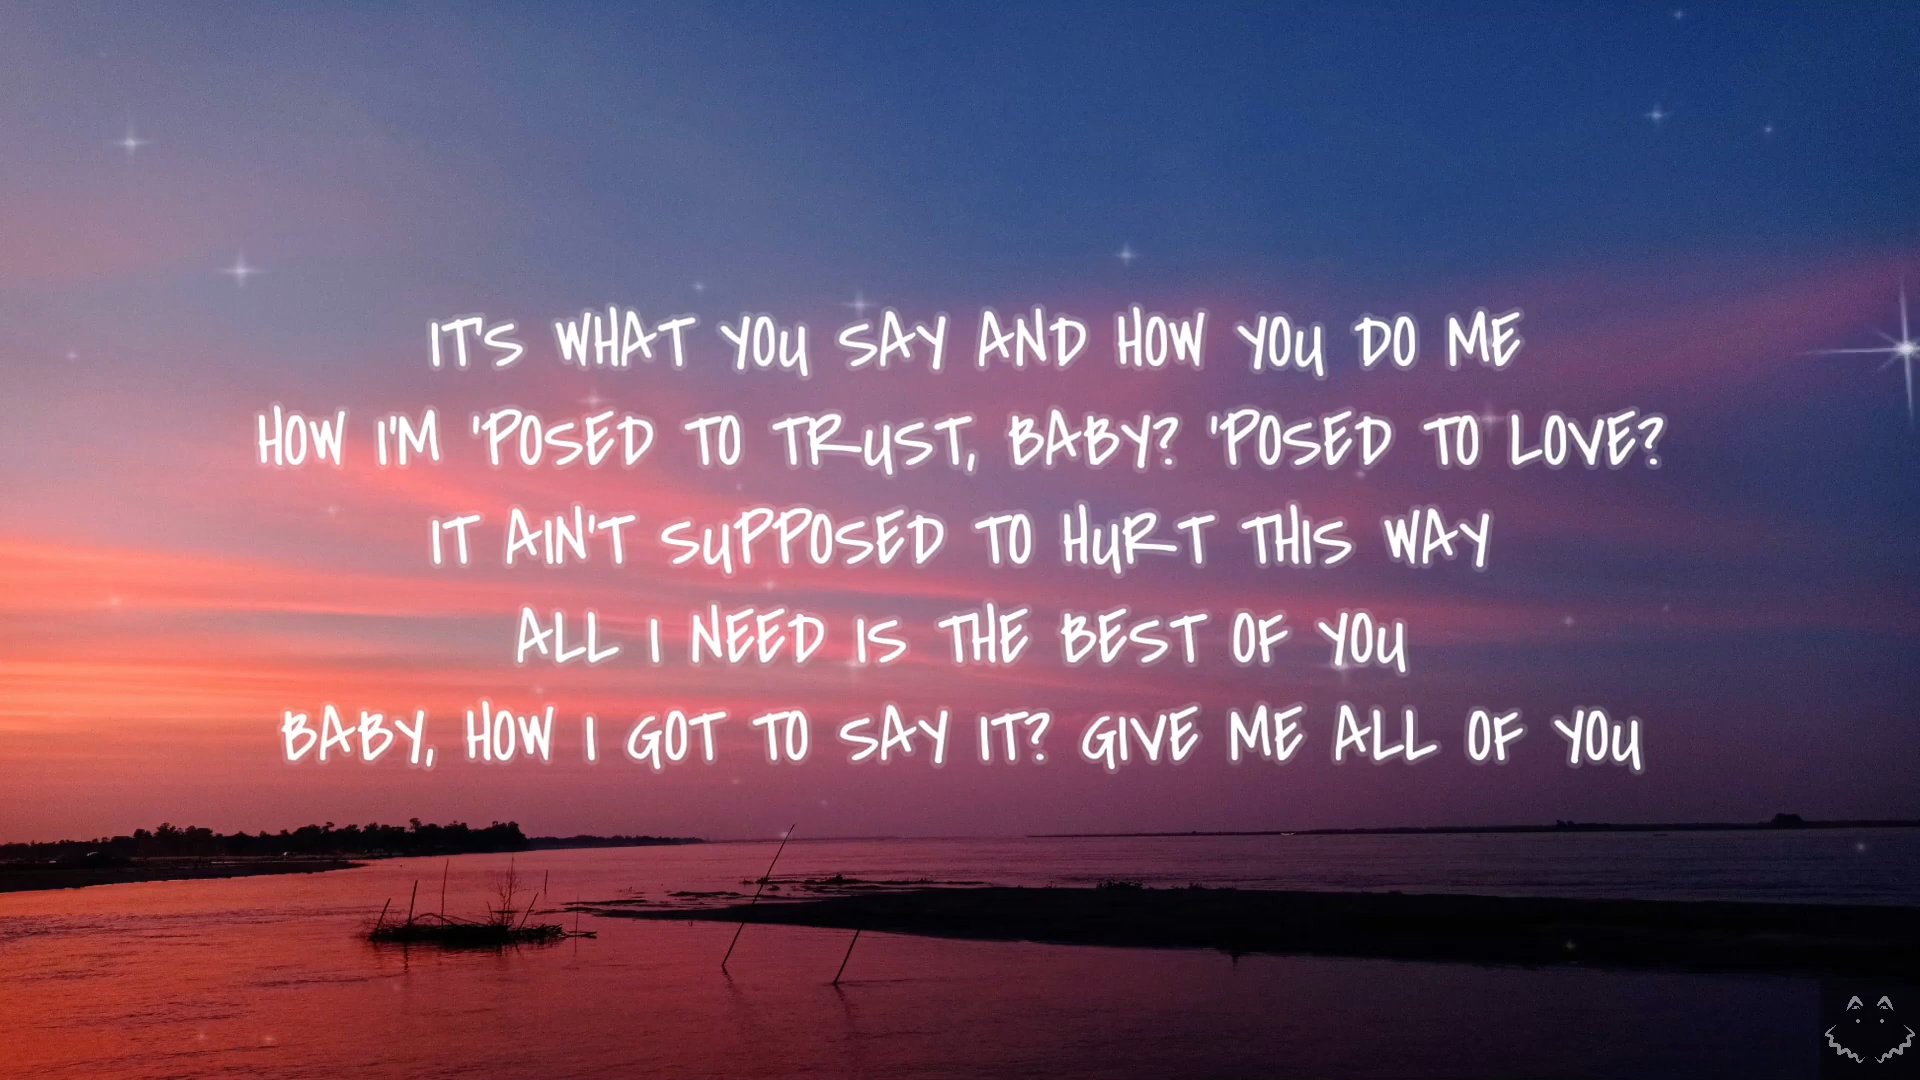 IT'S WHAT YOU SAY AND HOW YOU DO ME
HOW I'M 'POSED TO TRUST, BABY? 'POSED TO LOVE?
IT AIN'T SUPPOSED TO HURT THIS WAY
ALL I NEED IS THE BEST OF YOU
BABY, HOW I GOT TO SAY IT? GIVE ME ALL OF YOU